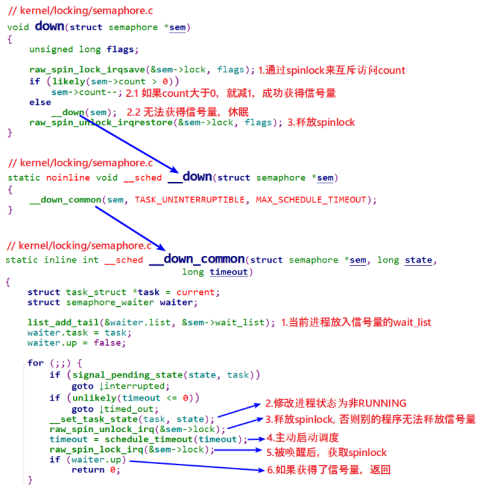 // kernel/locking/semaphore.c
void down(struct semaphore *sem)
{
unsigned long flags;
raw_spin_lock_irqsave(&sem->lock, flags); 1.通过spinlock来互斥访问count
if (likely(sem->count > 0))
sem->count--; 2.1 如果count大于0，就减1，成功获得信号量
else
__down(sem); 2.2 无法获得信号量，休眠
raw_spin_unlock_irqrestore(&sem->lock, flags); 3.释放spinlock
}
// kernel/locking/semaphore.c
static noinline void __sched __down(struct semaphore *sem)
{
__down_common(sem, TASK_UNINTERRUPTIBLE, MAX_SCHEDULE_TIMEOUT);
}
// kernel/locking/semaphore.c
static inline int __sched __down_common(struct semaphore *sem, long state,
long timeout)
{
struct task_struct *task = current;
struct semaphore_waiter waiter;
list_add_tail(&waiter.list, &sem->wait_list); 1.当前进程放入信号量的wait_list
waiter.task = task;
waiter.up = false;
for (;;) {
if (signal_pending_state(state, task))
goto ↓interrupted;
if (unlikely(timeout <= 0))
goto ↓timed_out;
__set_task_state(task, state); 2.修改进程状态为非RUNNING
raw_spin_unlock_irq(&sem->lock); 3.释放spinlock, 否则别的程序无法释放信号量
timeout = schedule_timeout(timeout); 4.主动启动调度
raw_spin_lock_irq(&sem->lock); 5.被唤醒后，获取spinlock
if (waiter.up) 6.如果获得了信号量，返回
return 0;
}